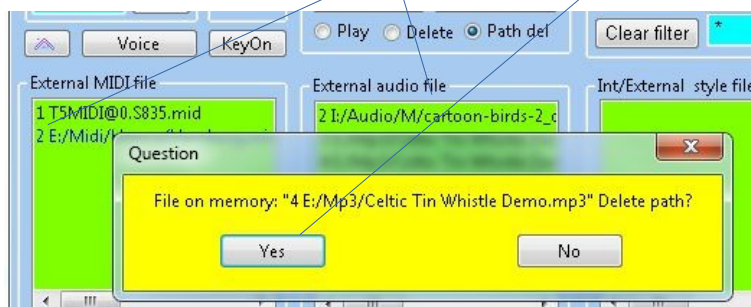 Voice
KeyOn
Play Delete Path del
Clear filter *
External MIDI file
External audio file
Int/External style file
1 T5MIDI@0.S835.mid
2 E:/Midi/
2 I:/Audio/M/cartoon-birds-2_c
Question
File on memory: "4 E:/Mp3/Celtic Tin Whistle Demo.mp3" Delete path?
Yes
No